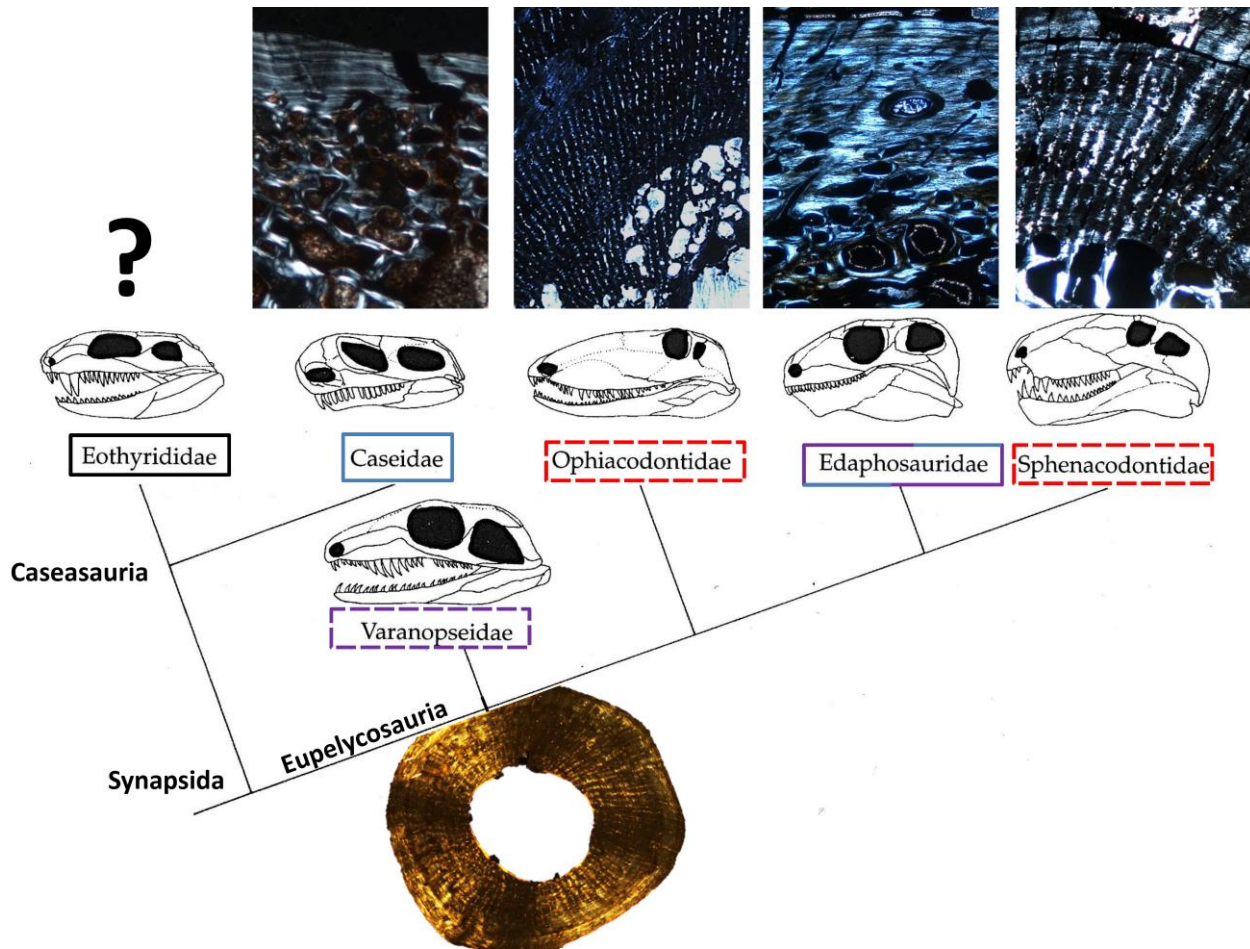 ?
Eothyrididae
Caseidae
Ophiacodontidae
Edaphosauridae
Sphenacodontidae
Caseasauria
Varanopseidae
Eupelycosauria
Synapsida